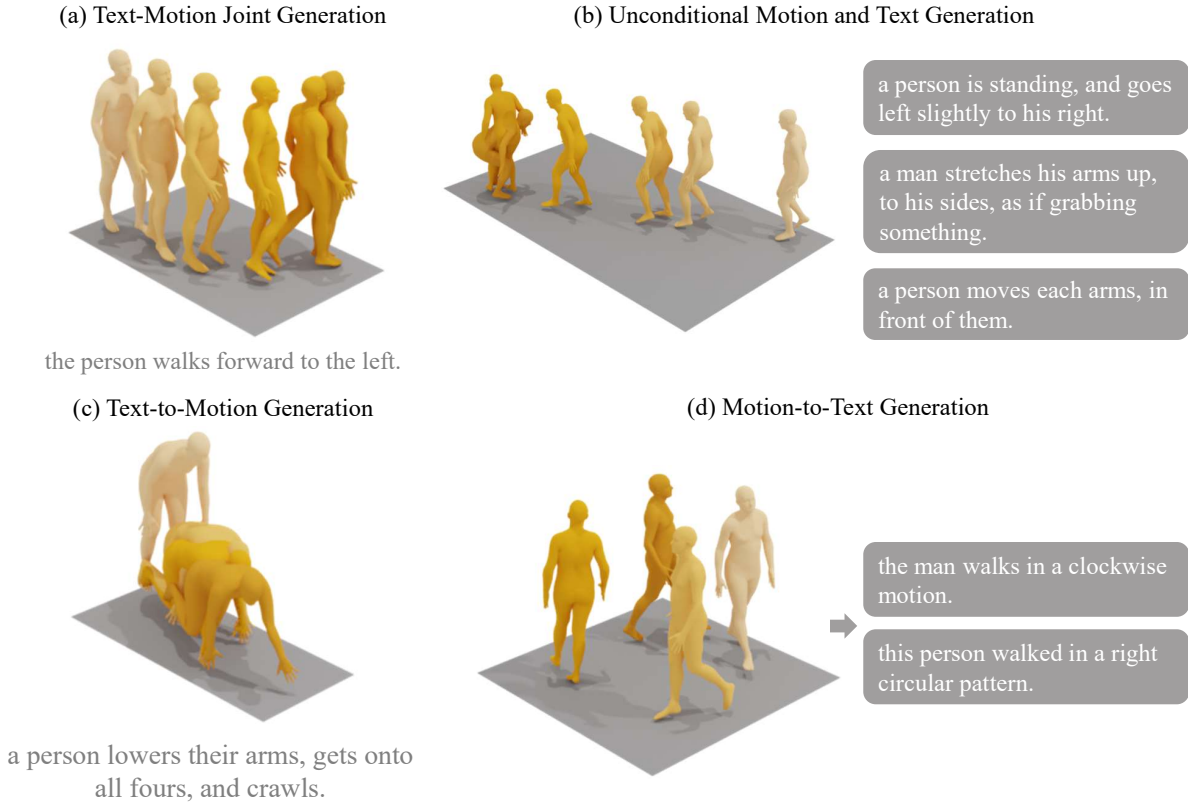 (a) Text-Motion Joint Generation
the person walks forward to the left.
(b) Unconditional Motion and Text Generation
a person is standing, and goes
left slightly to his right.
a man stretches his arms up,
to his sides, as if grabbing
something.
a person moves each arms, in
front of them.
(c) Text-to-Motion Generation
a person lowers their arms, gets onto
all fours, and crawls.
(d) Motion-to-Text Generation
the man walks in a clockwise
motion.
this person walked in a right
circular pattern.